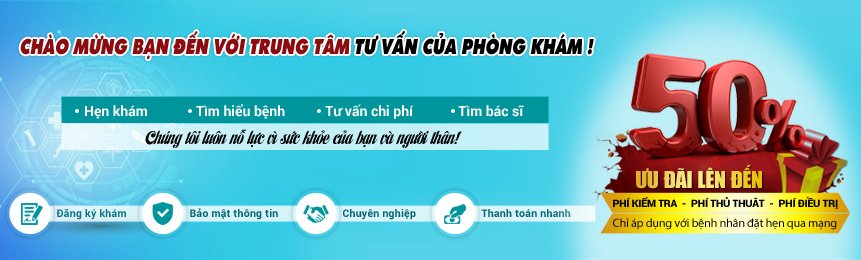 CHÀO MỪNG BẠN ĐẾN VỚI TRUNG TÂM TƯ VẤN CỦA PHÒNG KHÁM !
• Hẹn khám • Tìm hiểu bệnh • Tư vấn chi phí • Tìm bác sĩ
Chúng tôi luôn nỗ lực vì sức khỏe của bạn và người thân!
Đăng ký khám Bảo mật thông tin Chuyên nghiệp Thanh toán nhanh
50%
ƯU ĐÃI LÊN ĐẾN
PHÍ KIỂM TRA - PHÍ THỦ THUẬT - PHÍ ĐIỀU TRỊ
Chỉ áp dụng với bệnh nhân đặt hẹn qua mạng